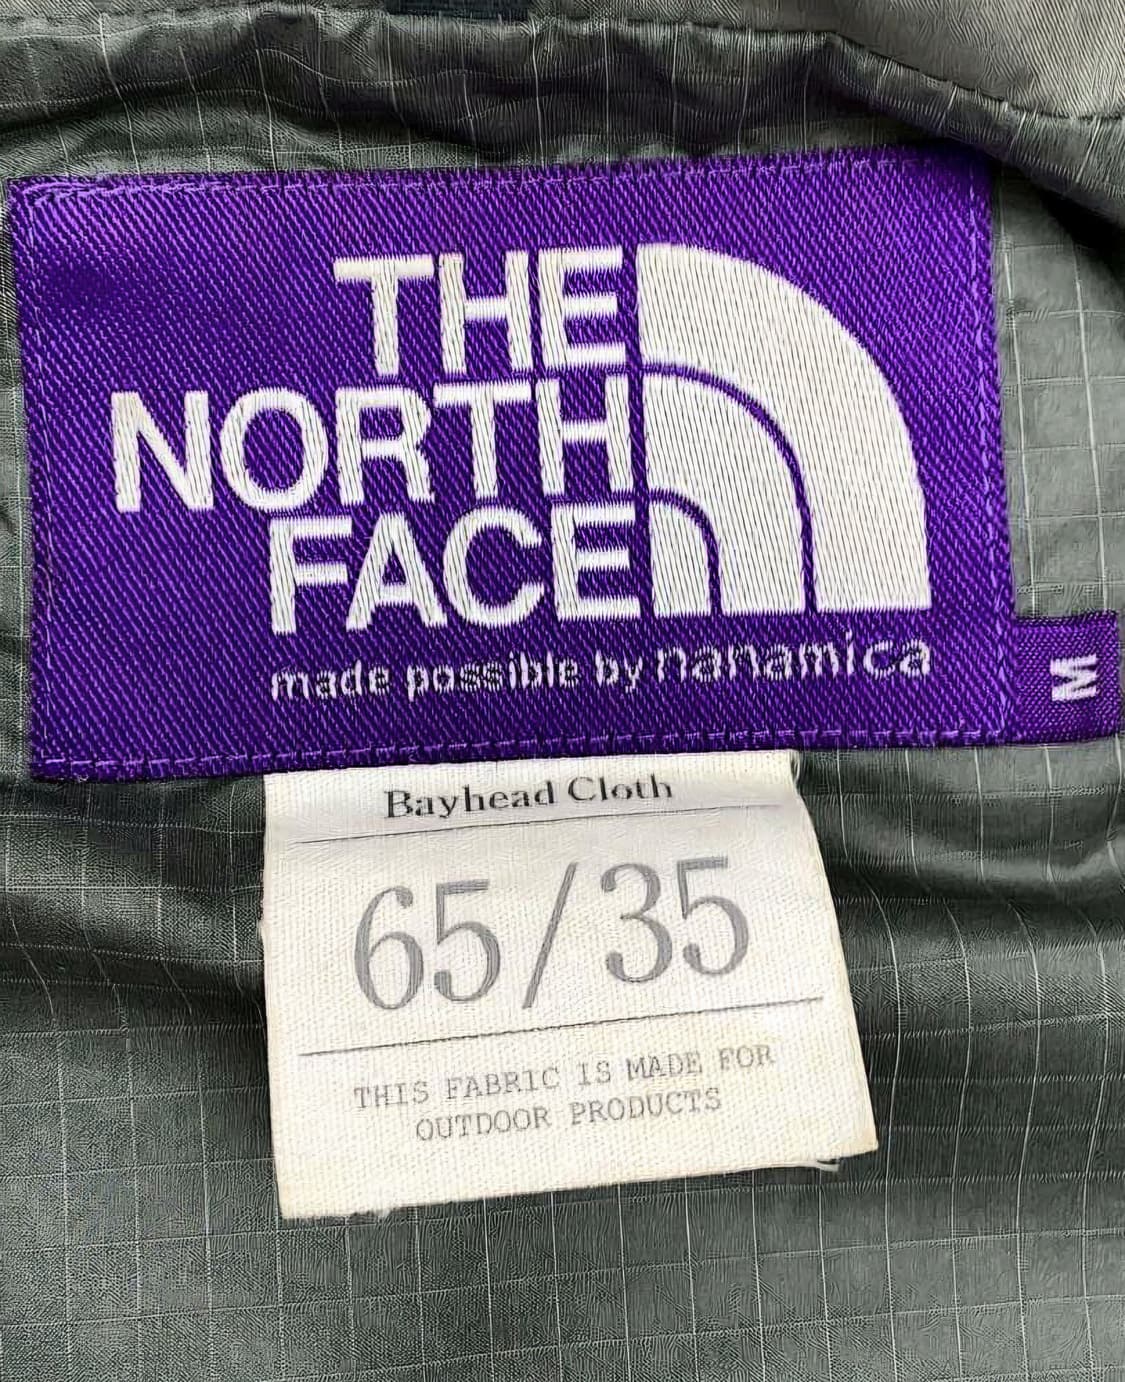 THE
NORTH
FACE
made possible by nanamica
M
Bayhead Cloth
65/35
THIS FABRIC IS MADE FOR
OUTDOOR PRODUCTS